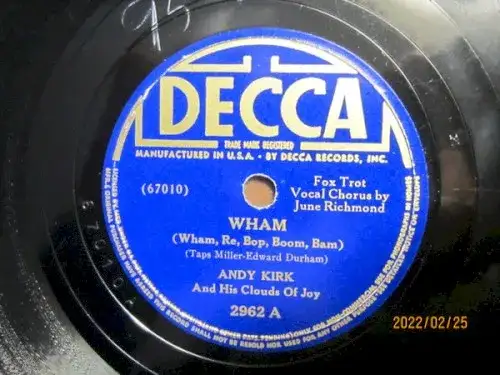 95
DECCA
TRADE MARK REGISTERED
MANUFACTURED IN U.S.A. • BY DECCA RECORDS, INC.
(67010)
Fox Trot
Vocal Chorus by
June Richmond
WHAM
(Wham, Re, Bop, Boom, Bam)
(Taps Miller-Edward Durham)
ANDY KIRK
And His Clouds Of Joy
2962 A
2022/02/25